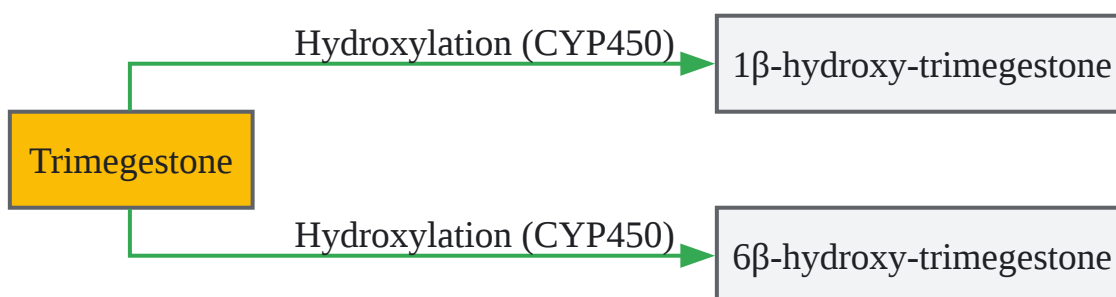 Hydroxylation (CYP450)
1β-hydroxy-trimegestone
Trimegestone
Hydroxylation (CYP450)
6β-hydroxy-trimegestone